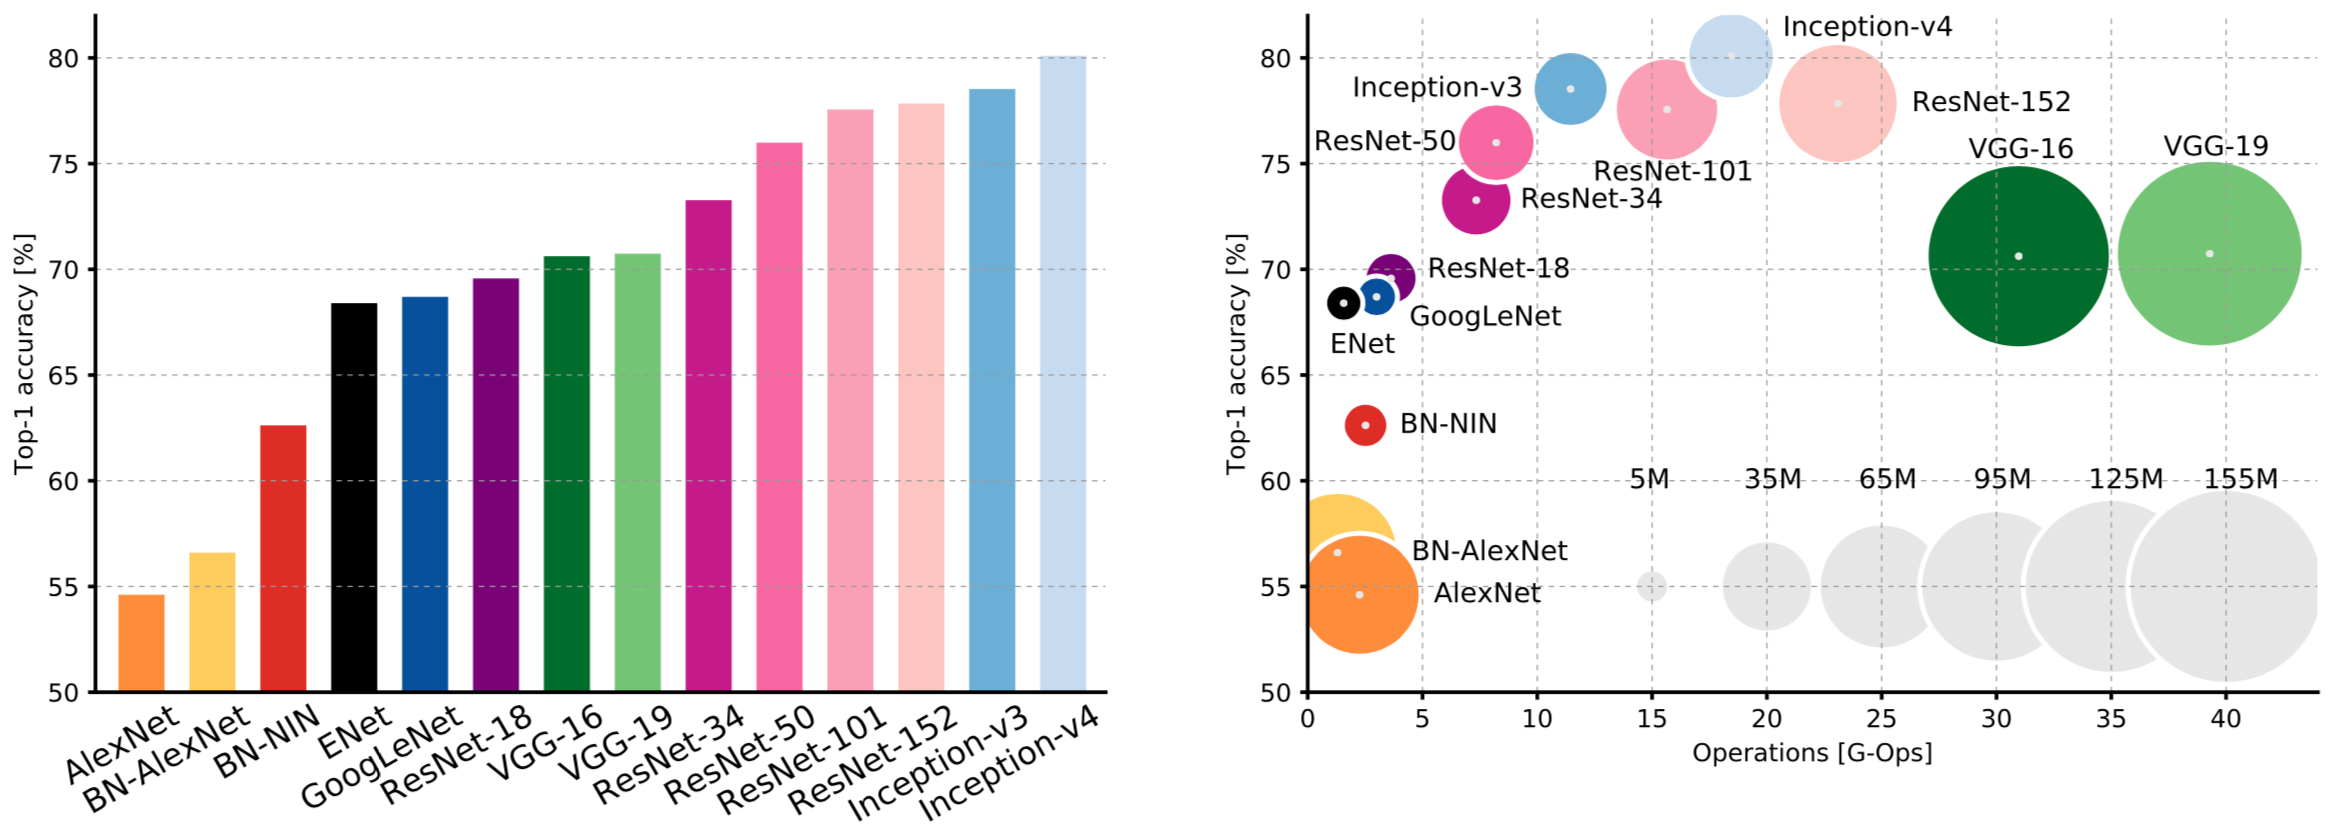 Top-1 accuracy [%]
80
75
70
65
60
55
50
AlexNet
BN-AlexNet
BN-NIN
ENet
GoogLeNet
ResNet-18
VGG-16
VGG-19
ResNet-34
ResNet-50
ResNet-101
ResNet-152
Inception-v3
Inception-v4
Top-1 accuracy [%]
80
75
70
65
60
55
50
Inception-v4
Inception-v3
ResNet-152
ResNet-50
VGG-16
VGG-19
ResNet-101
ResNet-34
ResNet-18
GoogLeNet
ENet
BN-NIN
5M 35M 65M 95M 125M 155M
BN-AlexNet
AlexNet
0 5 10 15 20 25 30 35 40
Operations [G-Ops]